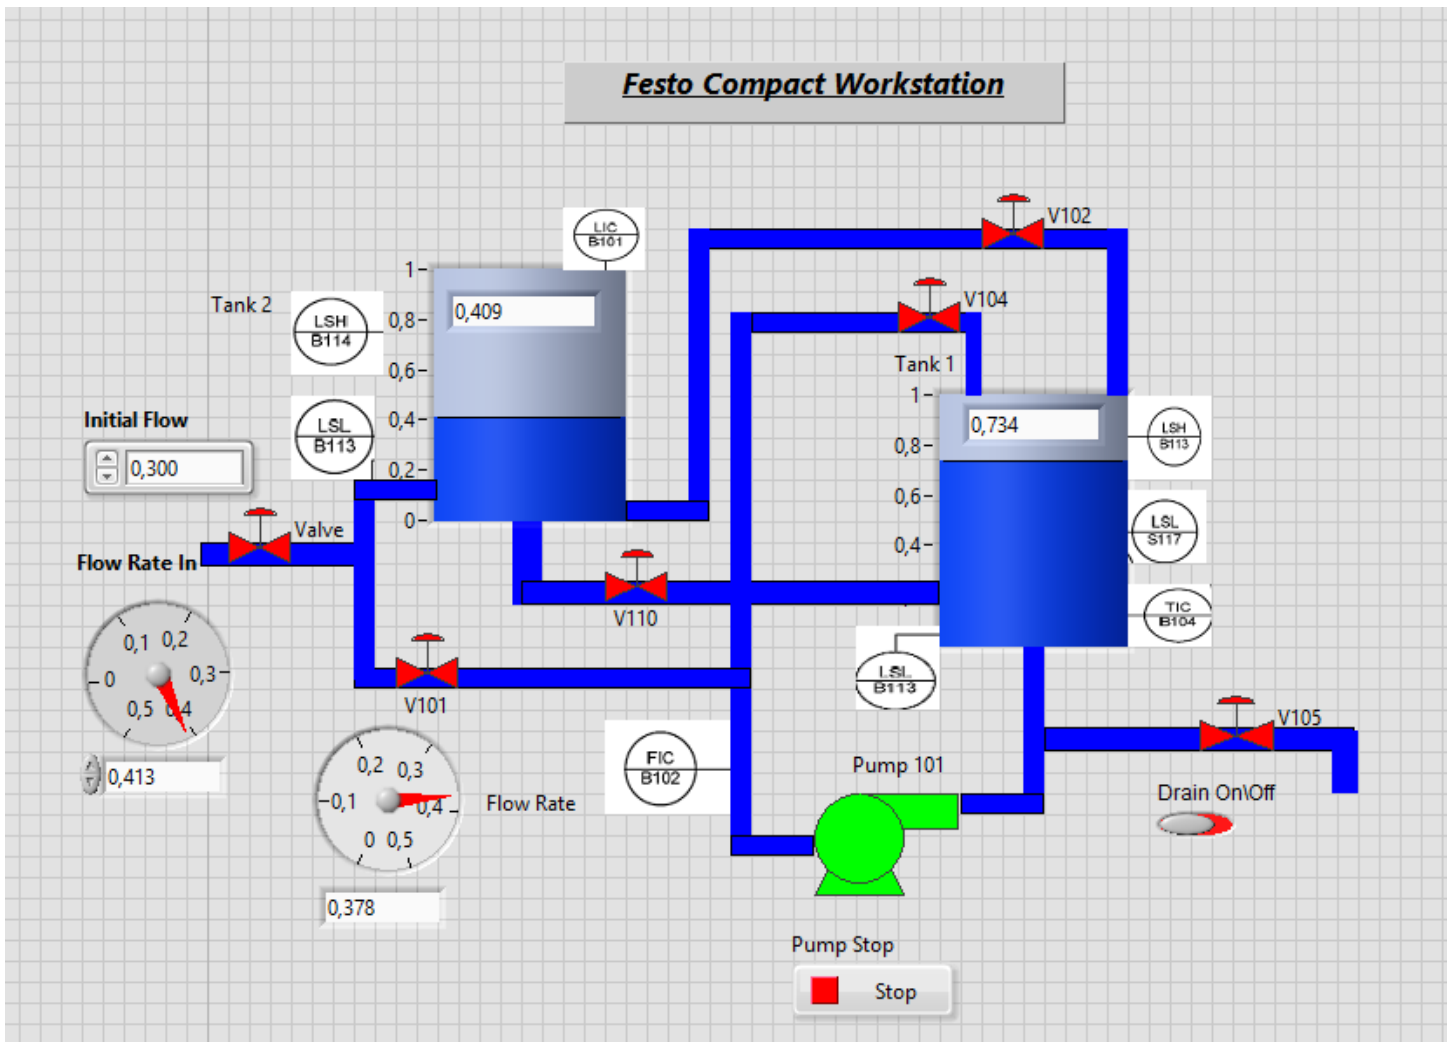 Festo Compact Workstation
V102
LIC
B101
1
Tank 2
LSH
B114
0,8
0,409
V104
0,6
Tank 1
1
Initial Flow
LSL
B113
0,4
0,734
LSH
B113
0,8
0,300
0,2
0,6
LSL
S117
Valve
0
0,4
Flow Rate In
V110
TIC
B104
0,1 0,2
0 0,3
0,5 0,4
LSL
B113
V101
V105
0,413
0,2 0,3
-0,1 0,4
0 0,5
Flow Rate
FIC
B102
Pump 101
Drain On\Off
0,378
Pump Stop
Stop